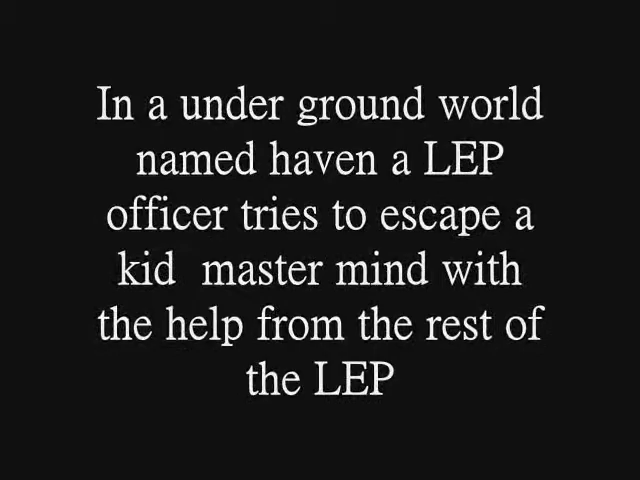 In a under ground world
named haven a LEP
officer tries to escape a
kid  master mind with
the help from the rest of
the LEP